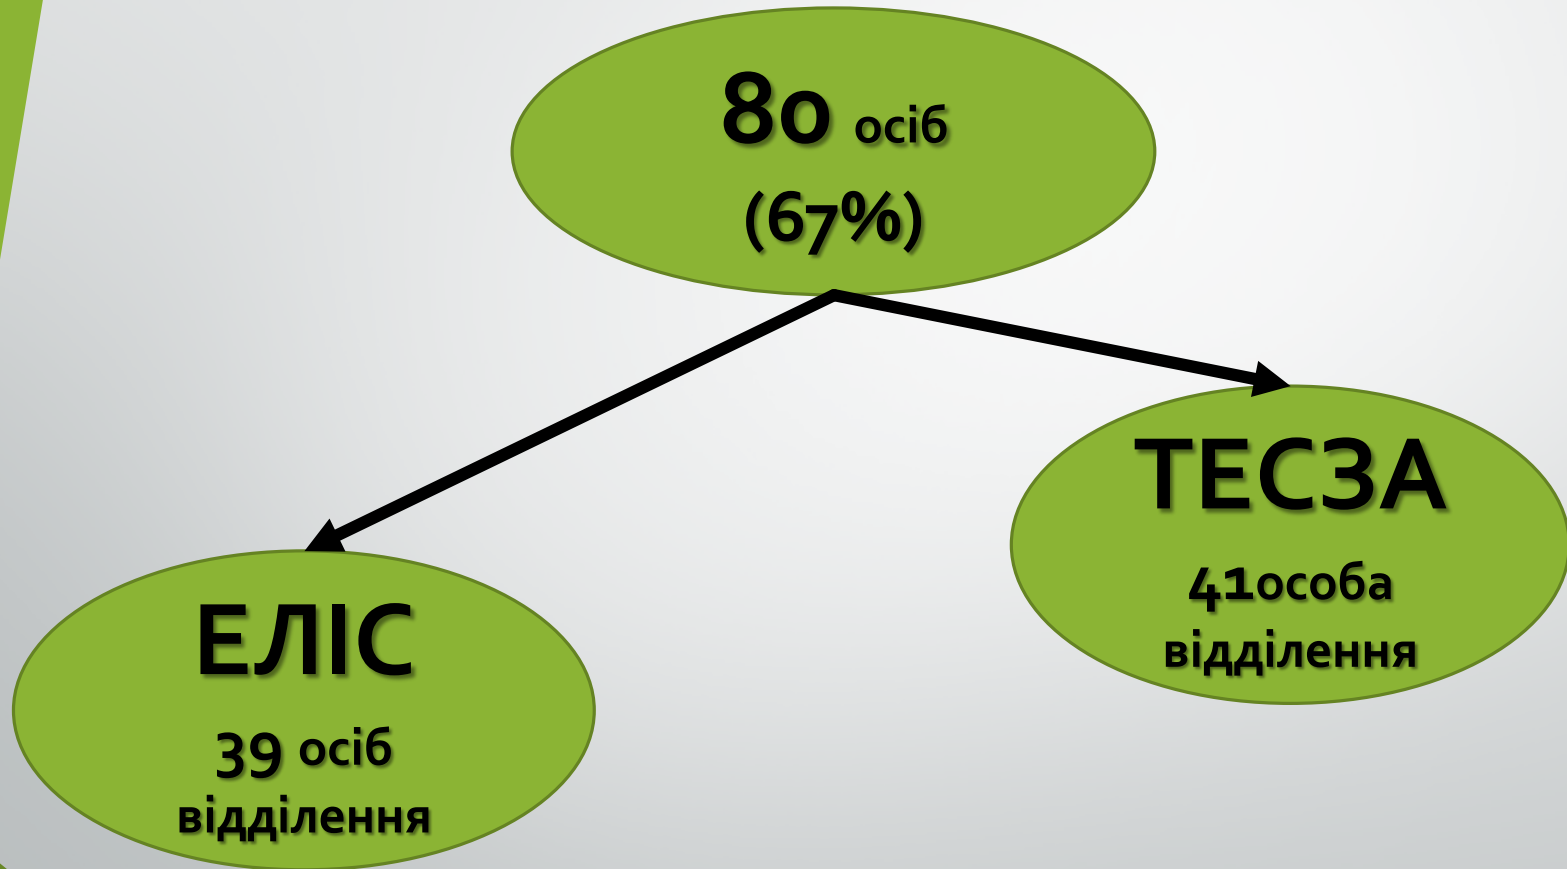 80 осіб
(67%)
ТЕСЗА
41особа
відділення
ЕЛІС
39 осіб
відділення